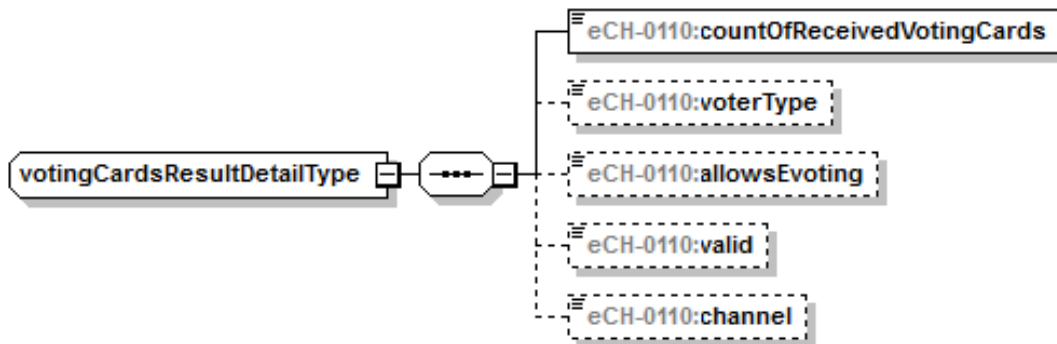 eCH-0110:countOfReceivedVotingCards
eCH-0110:voterType
votingCardsResultDetailType
eCH-0110:allowsEvoting
eCH-0110:valid
eCH-0110:channel